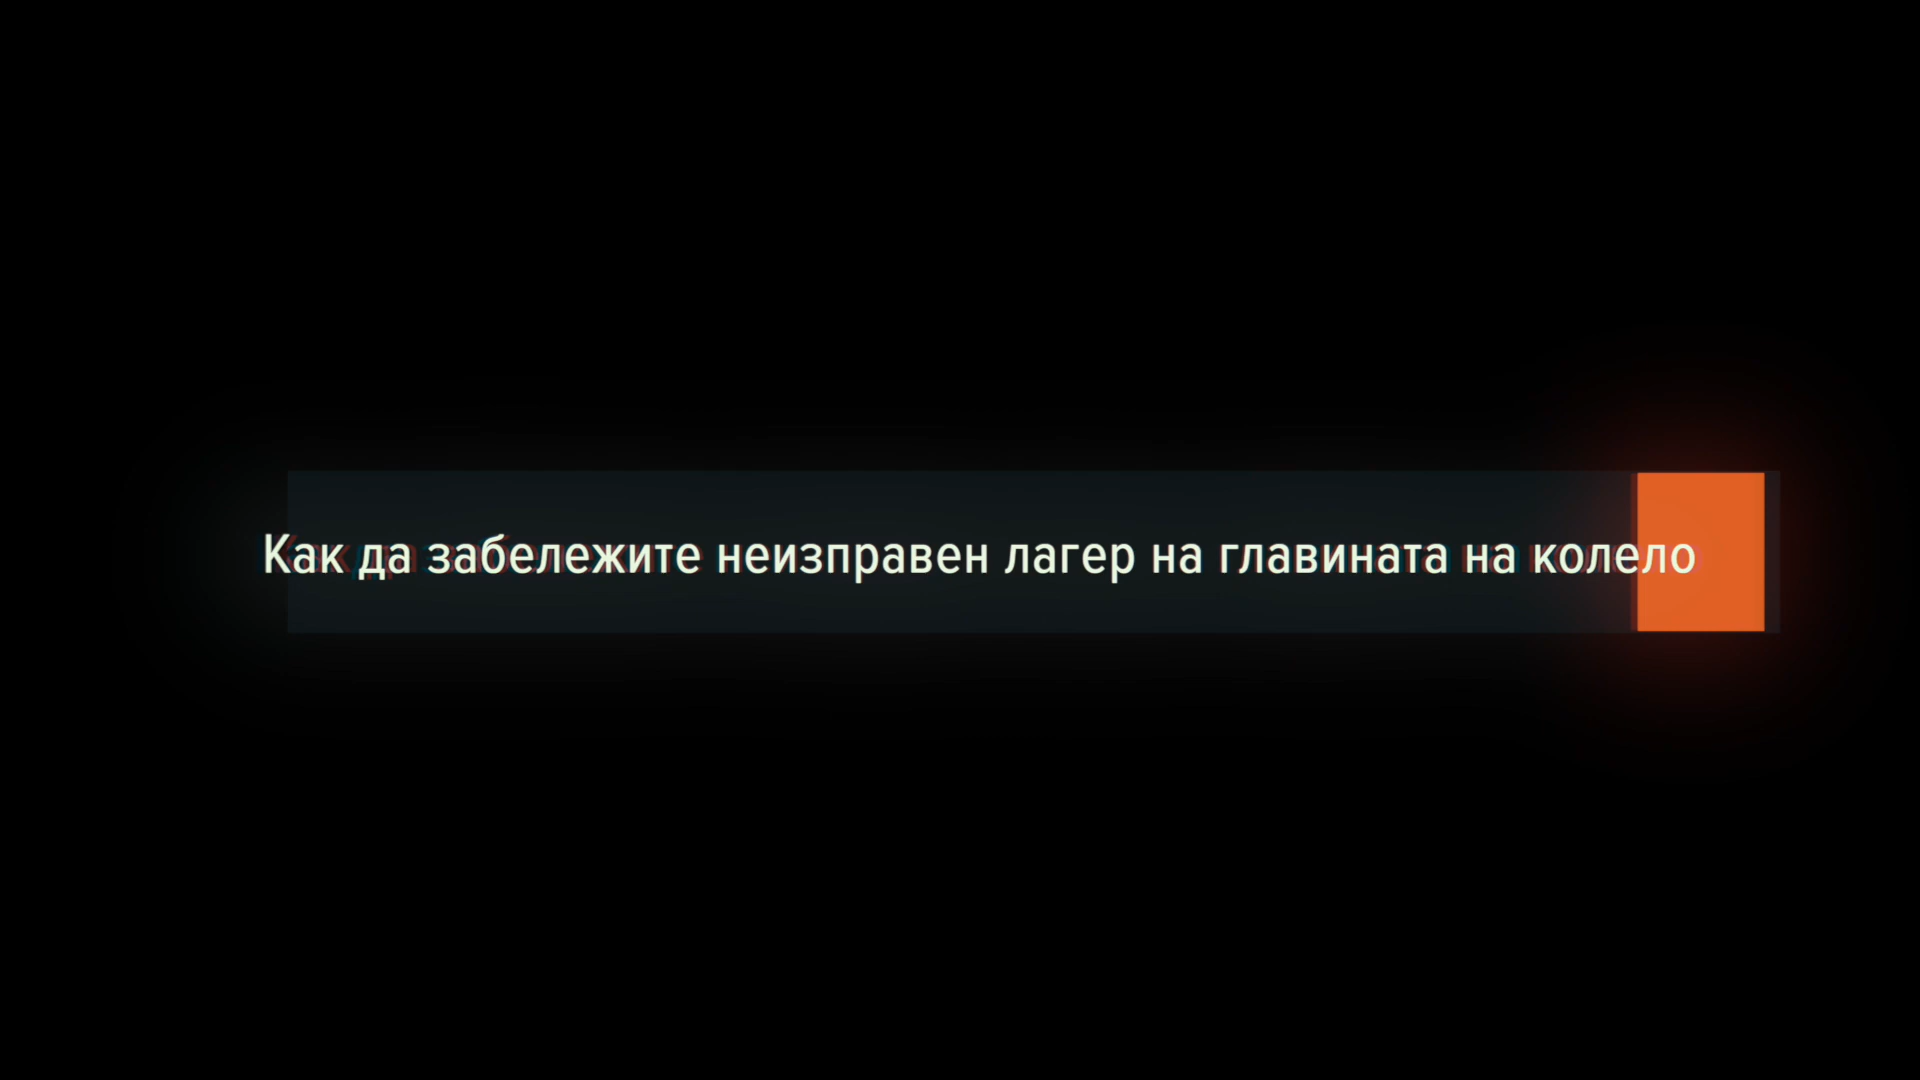 Как да забележите неизправен лагер на главината на колело